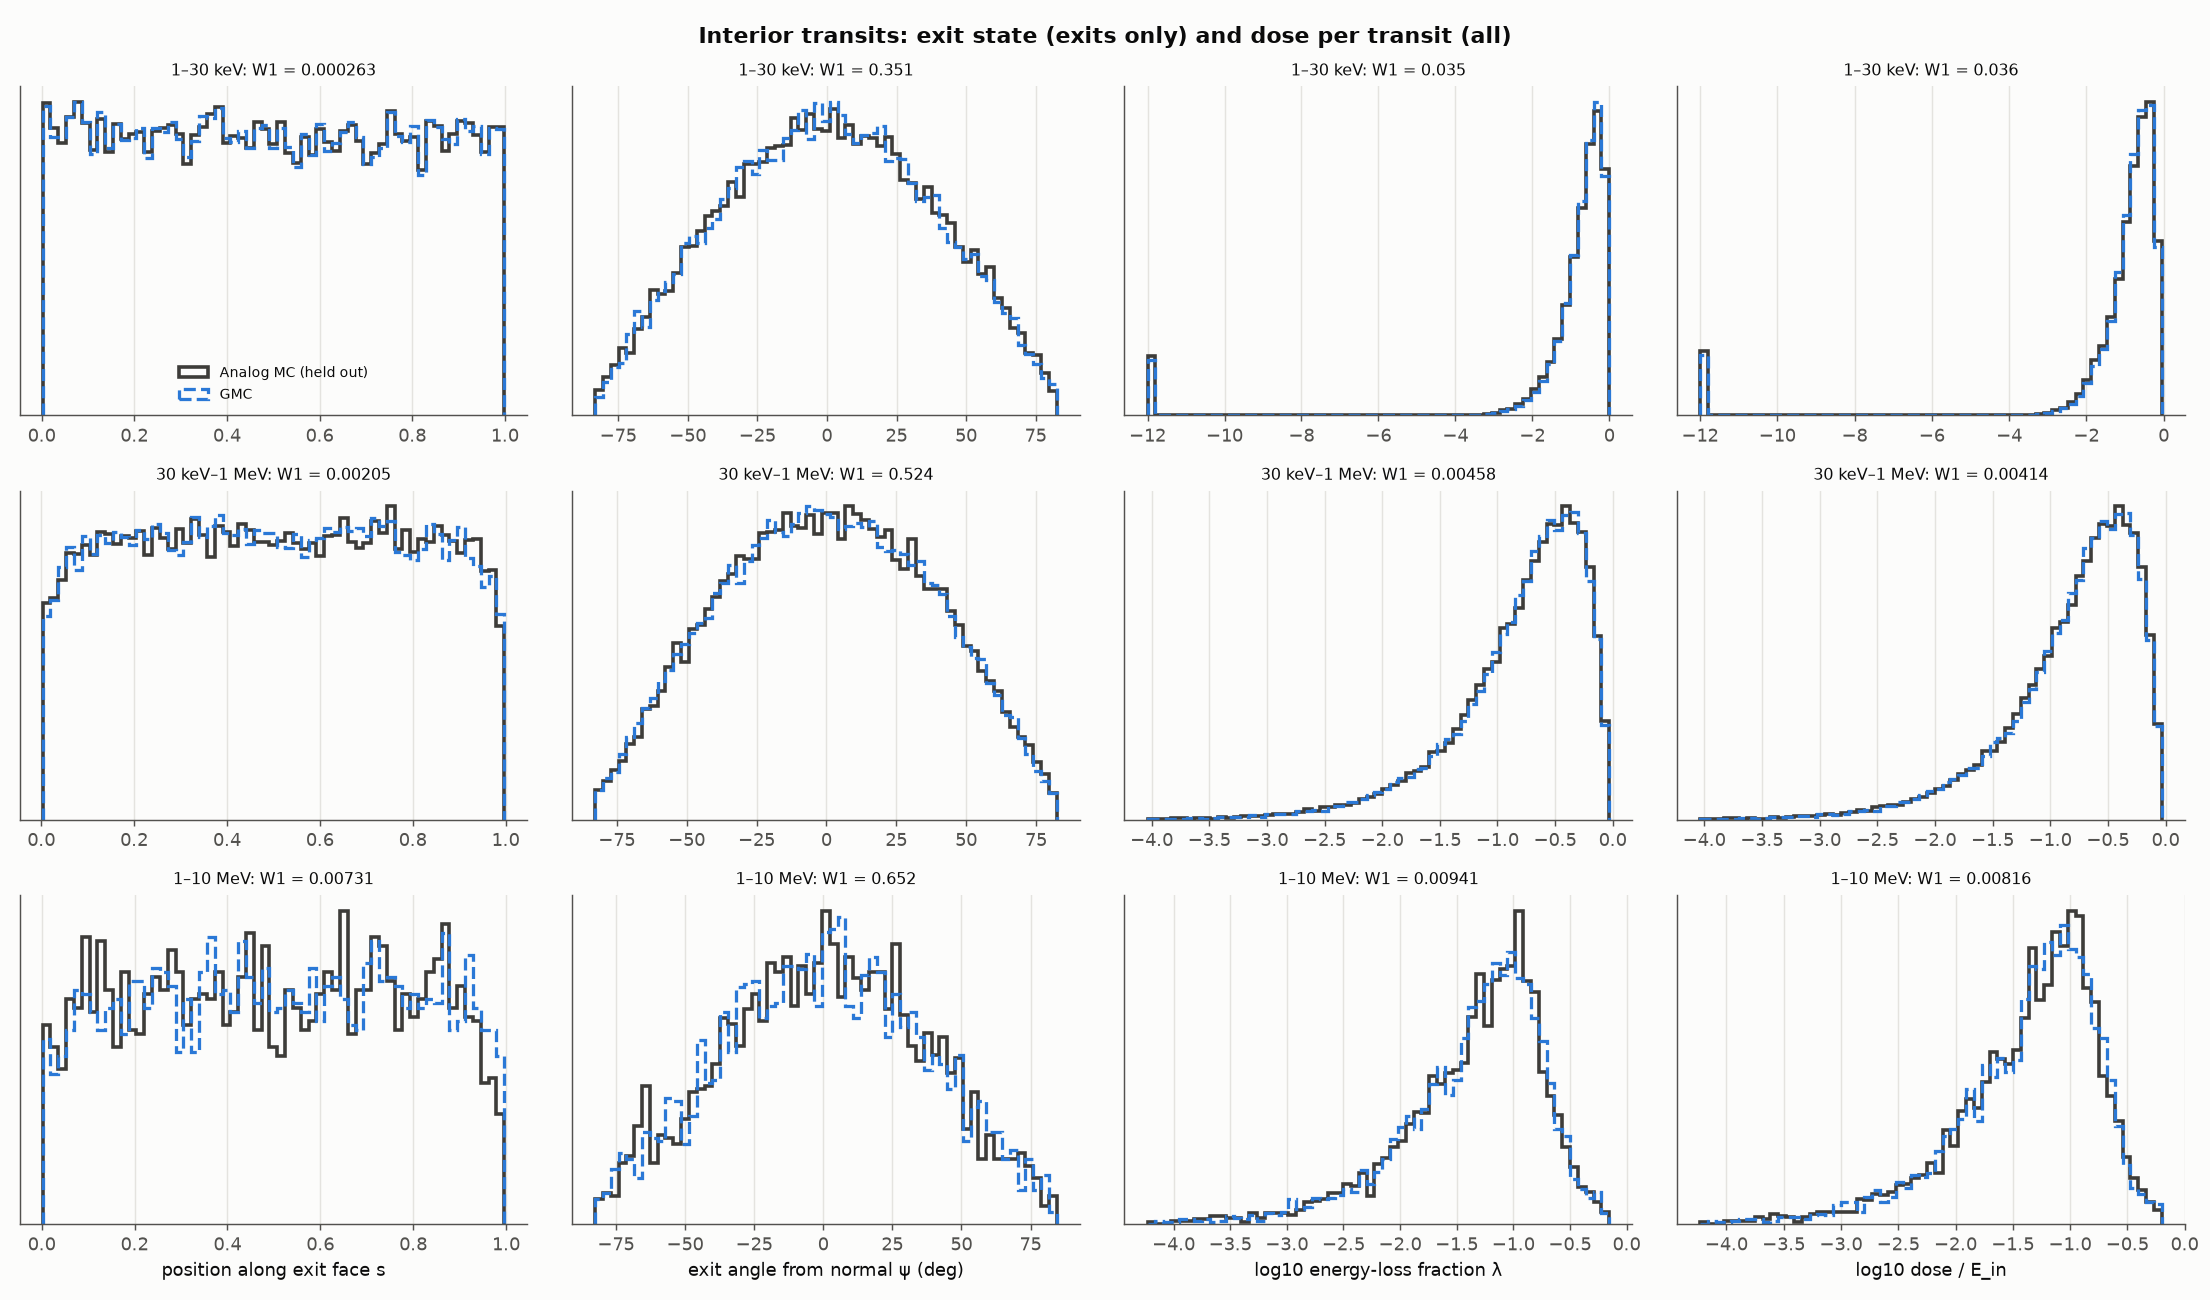 Interior transits: exit state (exits only) and dose per transit (all)
1–30 keV: W1 = 0.000263
1–30 keV: W1 = 0.351
1–30 keV: W1 = 0.035
1–30 keV: W1 = 0.036
Analog MC (held out)
GMC
0.0 0.2 0.4 0.6 0.8 1.0
−75 −50 −25 0 25 50 75
−12 −10 −8 −6 −4 −2 0
−12 −10 −8 −6 −4 −2 0
30 keV–1 MeV: W1 = 0.00205
30 keV–1 MeV: W1 = 0.524
30 keV–1 MeV: W1 = 0.00458
30 keV–1 MeV: W1 = 0.00414
0.0 0.2 0.4 0.6 0.8 1.0
−75 −50 −25 0 25 50 75
−4.0 −3.5 −3.0 −2.5 −2.0 −1.5 −1.0 −0.5 0.0
−4.0 −3.5 −3.0 −2.5 −2.0 −1.5 −1.0 −0.5 0.0
1–10 MeV: W1 = 0.00731
1–10 MeV: W1 = 0.652
1–10 MeV: W1 = 0.00941
1–10 MeV: W1 = 0.00816
0.0 0.2 0.4 0.6 0.8 1.0
−75 −50 −25 0 25 50 75
−4.0 −3.5 −3.0 −2.5 −2.0 −1.5 −1.0 −0.5 0.0
−4.0 −3.5 −3.0 −2.5 −2.0 −1.5 −1.0 −0.5 0.0
position along exit face s
exit angle from normal ψ (deg)
log10 energy-loss fraction λ
log10 dose / E_in